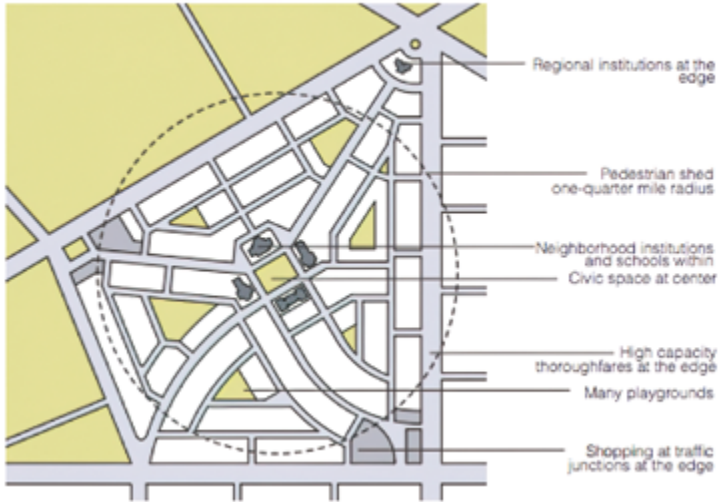 Regional institutions at the
edge
Pedestrian shed
one-quarter mile radius
Neighborhood institutions
and schools within
Civic space at center
High capacity
thoroughfares at the edge
Many playgrounds
Shopping at traffic
junctions at the edge